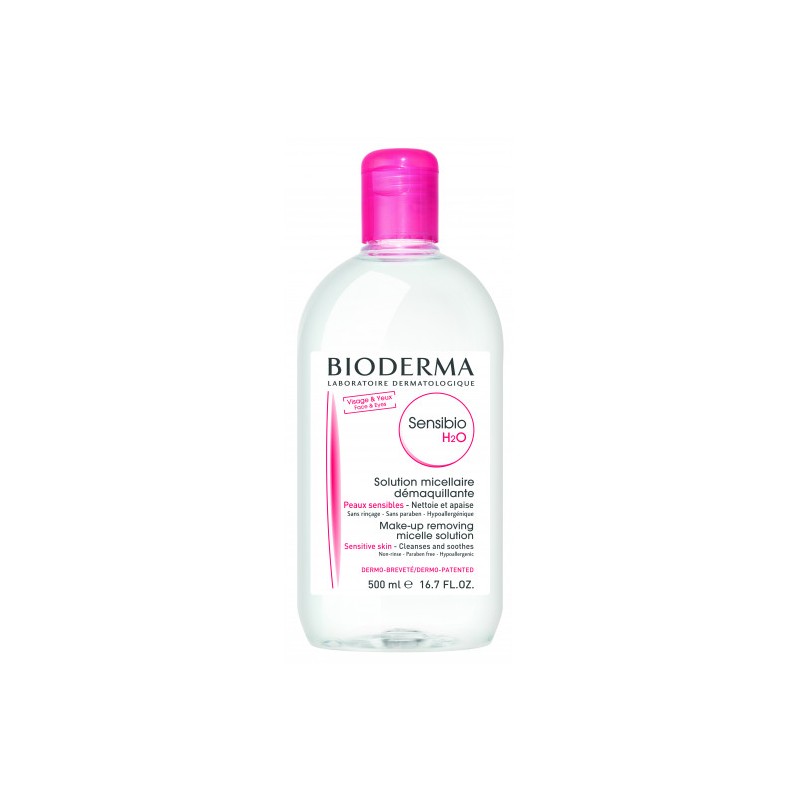 BIODERMA
LABORATOIRE DERMATOLOGIQUE
Visage & Yeux
Face & Eyes
Sensibio
H2O
Solution micellaire
démaquillante
Peaux sensibles - Nettoie et apaise
Sans rinçage - Sans paraben - Hypoallergénique
Make-up removing
micelle solution
Sensitive skin - Cleanses and soothes
Non-rinse - Paraben free - Hypoallergenic
DERMO-BREVETÉ/DERMO-PATENTED
500 ml e 16.7 FL.OZ.